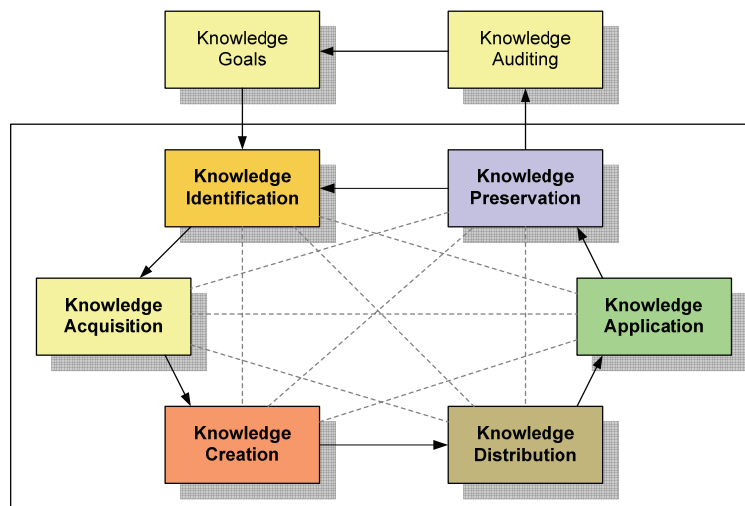 Knowledge
Goals
Knowledge
Auditing
Knowledge
Identification
Knowledge
Preservation
Knowledge
Acquisition
Knowledge
Application
Knowledge
Creation
Knowledge
Distribution